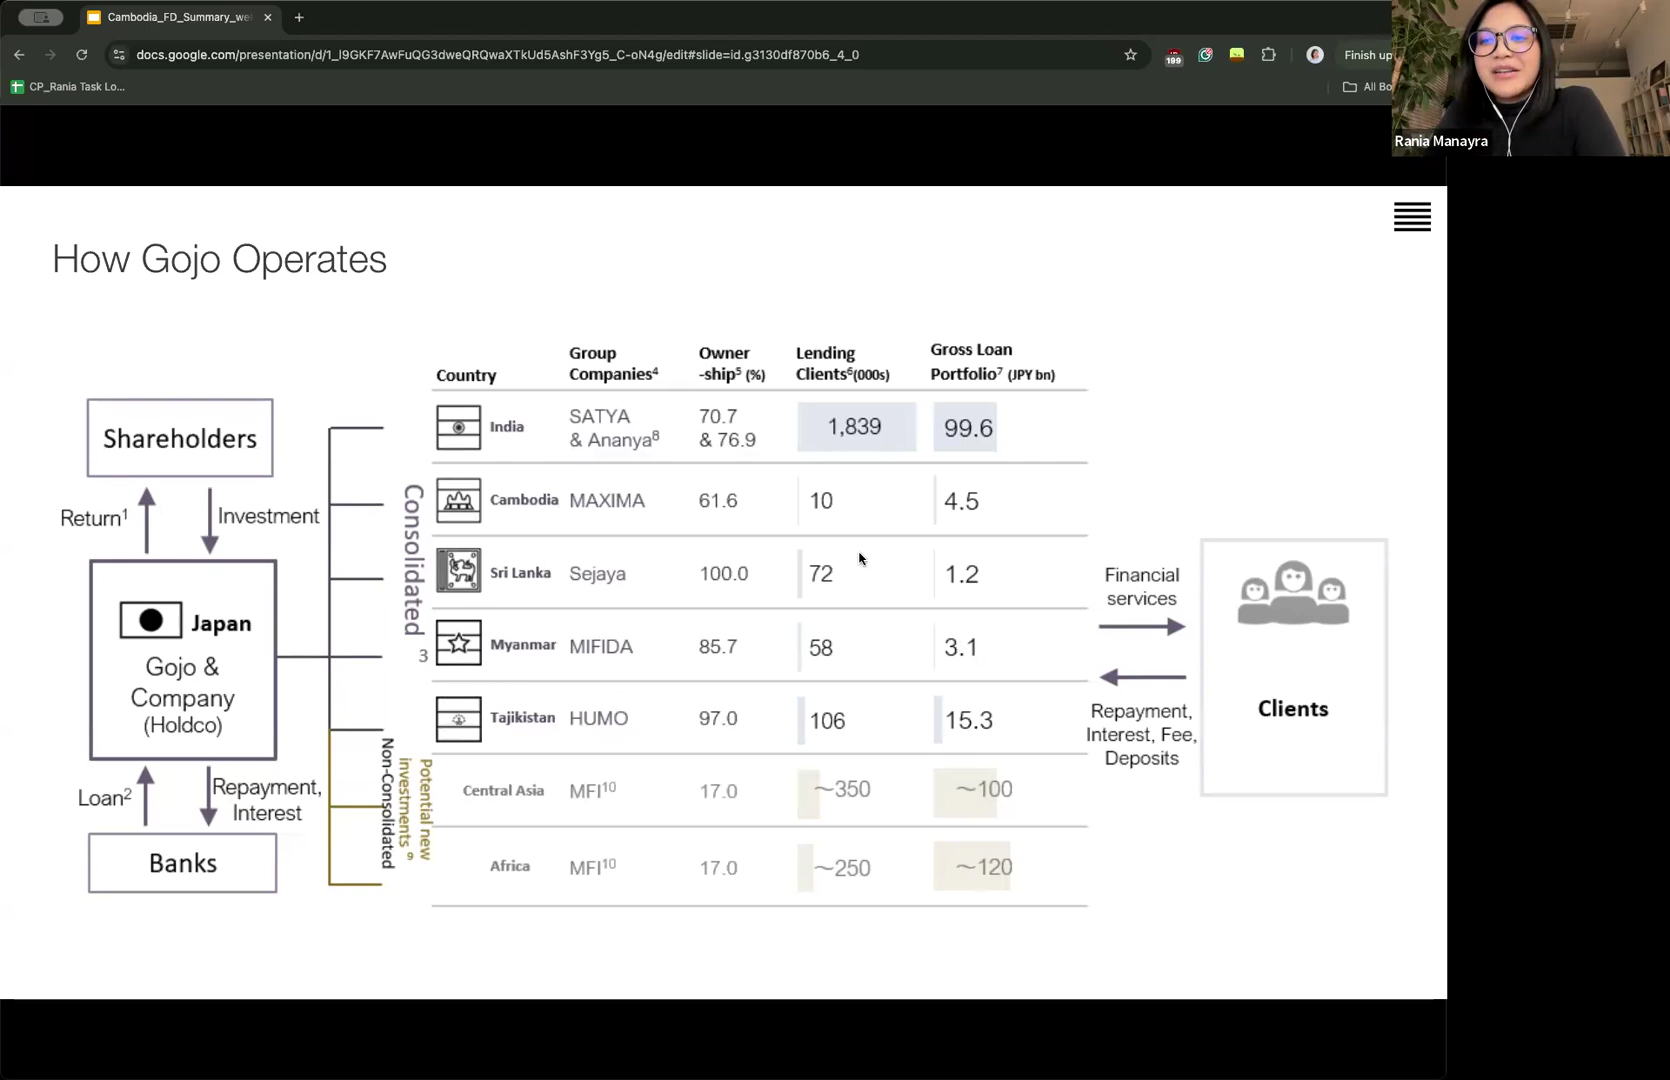 Cambodia_FD_Summary_we
docs.google.com/presentation/d/1_I9GKF7AwFuQG3dweQRQwaXTkUd5AshF3Yg5_C-oN4g/edit#slide=id.g3130df870b6_4_0
199
Finish up
CP_Rania Task Lo...
All Bo
Rania Manayra
How Gojo Operates
Shareholders
Return¹
Investment
Japan
Gojo &
Company
(Holdco)
Loan²
Repayment,
Interest
Banks
Consolidated
3
Non-Consolidated
Potential new
investments ⁹
Country Group Companies⁴ Owner-ship⁵ (%) Lending Clients⁶(000s) Gross Loan Portfolio⁷ (JPY bn)
India SATYA & Ananya⁸ 70.7 & 76.9 1,839 99.6
Cambodia MAXIMA 61.6 10 4.5
Sri Lanka Sejaya 100.0 72 1.2
Myanmar MIFIDA 85.7 58 3.1
Tajikistan HUMO 97.0 106 15.3
Central Asia MFI¹⁰ 17.0 ~350 ~100
Africa MFI¹⁰ 17.0 ~250 ~120
Financial
services
Repayment,
Interest, Fee,
Deposits
Clients